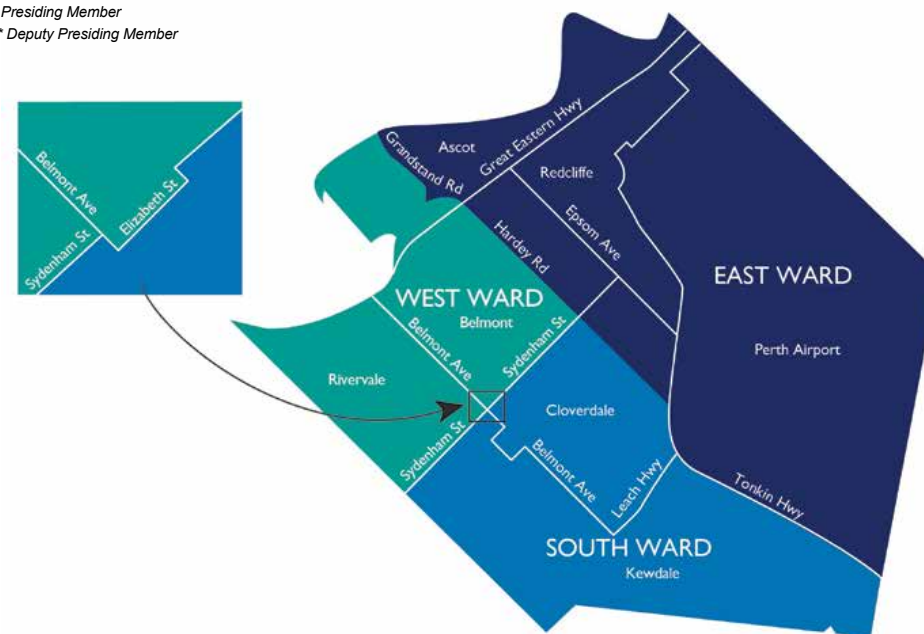 Presiding Member
* Deputy Presiding Member
Belmont Ave
Elizabeth St
Sydenham St
Ascot
Great Eastern Hwy
Grandstand Rd
Redcliffe
Epsom Ave
Hardey Rd
EAST WARD
WEST WARD
Belmont
Perth Airport
Belmont Ave
Sydenham St
Rivervale
Cloverdale
Sydenham St
Belmont Ave
Leach Hwy
Tonkin Hwy
SOUTH WARD
Kewdale